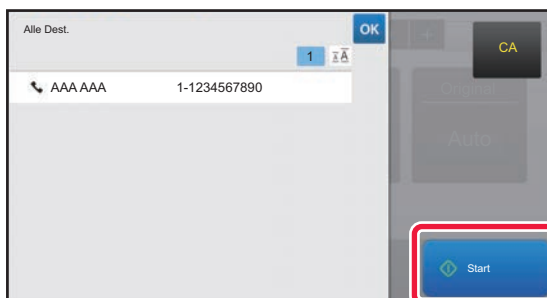 Alle Dest.
OK
CA
1
AAA AAA 1-1234567890
Original
Auto
Start